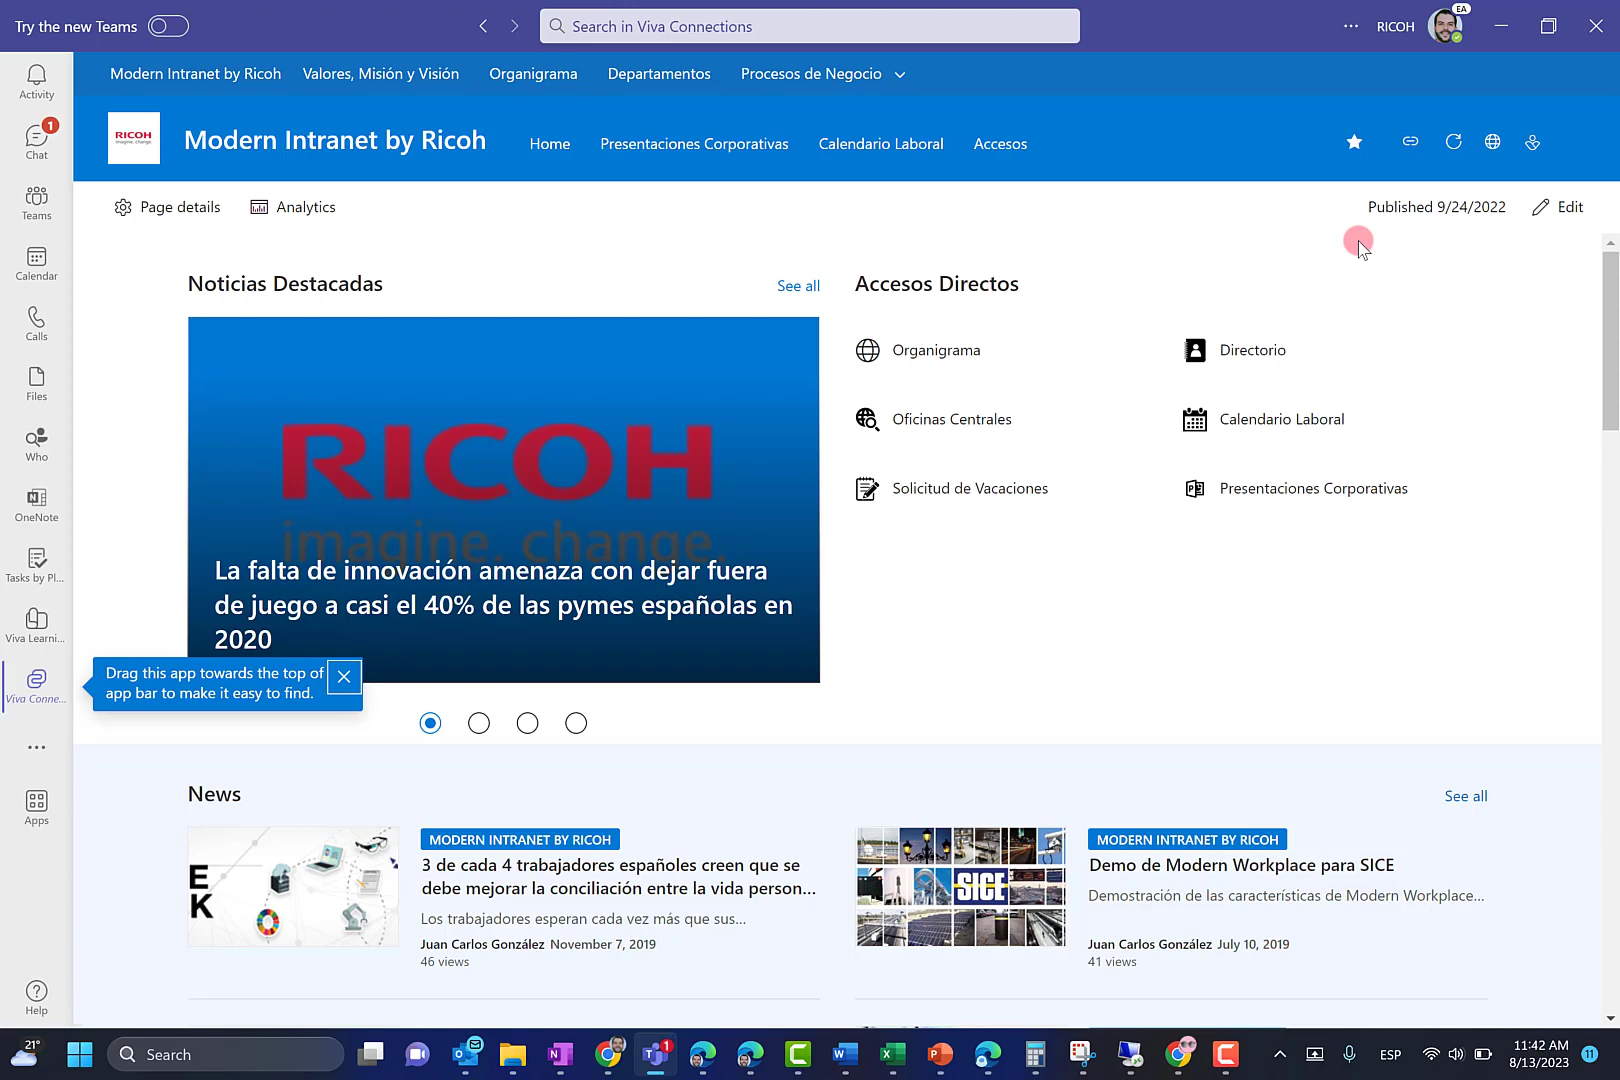 Try the new Teams
Search in Viva Connections
RICOH
EA
Modern Intranet by Ricoh
Valores, Misión y Visión
Organigrama
Departamentos
Procesos de Negocio
RICOH
imagine. change.
Modern Intranet by Ricoh
Home
Presentaciones Corporativas
Calendario Laboral
Accesos
Page details
Analytics
Published 9/24/2022
Edit
Activity
1
Chat
Teams
Calendar
Calls
Files
Who
OneNote
Tasks by Pl...
Viva Learni...
Viva Conne...
Apps
Help
Noticias Destacadas
See all
RICOH
imagine. change.
La falta de innovación amenaza con dejar fuera
de juego a casi el 40% de las pymes españolas en
2020
Drag this app towards the top of
app bar to make it easy to find.
Accesos Directos
Organigrama
Directorio
Oficinas Centrales
Calendario Laboral
Solicitud de Vacaciones
Presentaciones Corporativas
News
See all
E
K
MODERN INTRANET BY RICOH
3 de cada 4 trabajadores españoles creen que se
debe mejorar la conciliación entre la vida person...
Los trabajadores esperan cada vez más que sus...
Juan Carlos González November 7, 2019
46 views
SICE
MODERN INTRANET BY RICOH
Demo de Modern Workplace para SICE
Demostración de las características de Modern Workplace...
Juan Carlos González July 10, 2019
41 views
21°
Search
1
ESP
11:42 AM
8/13/2023
11